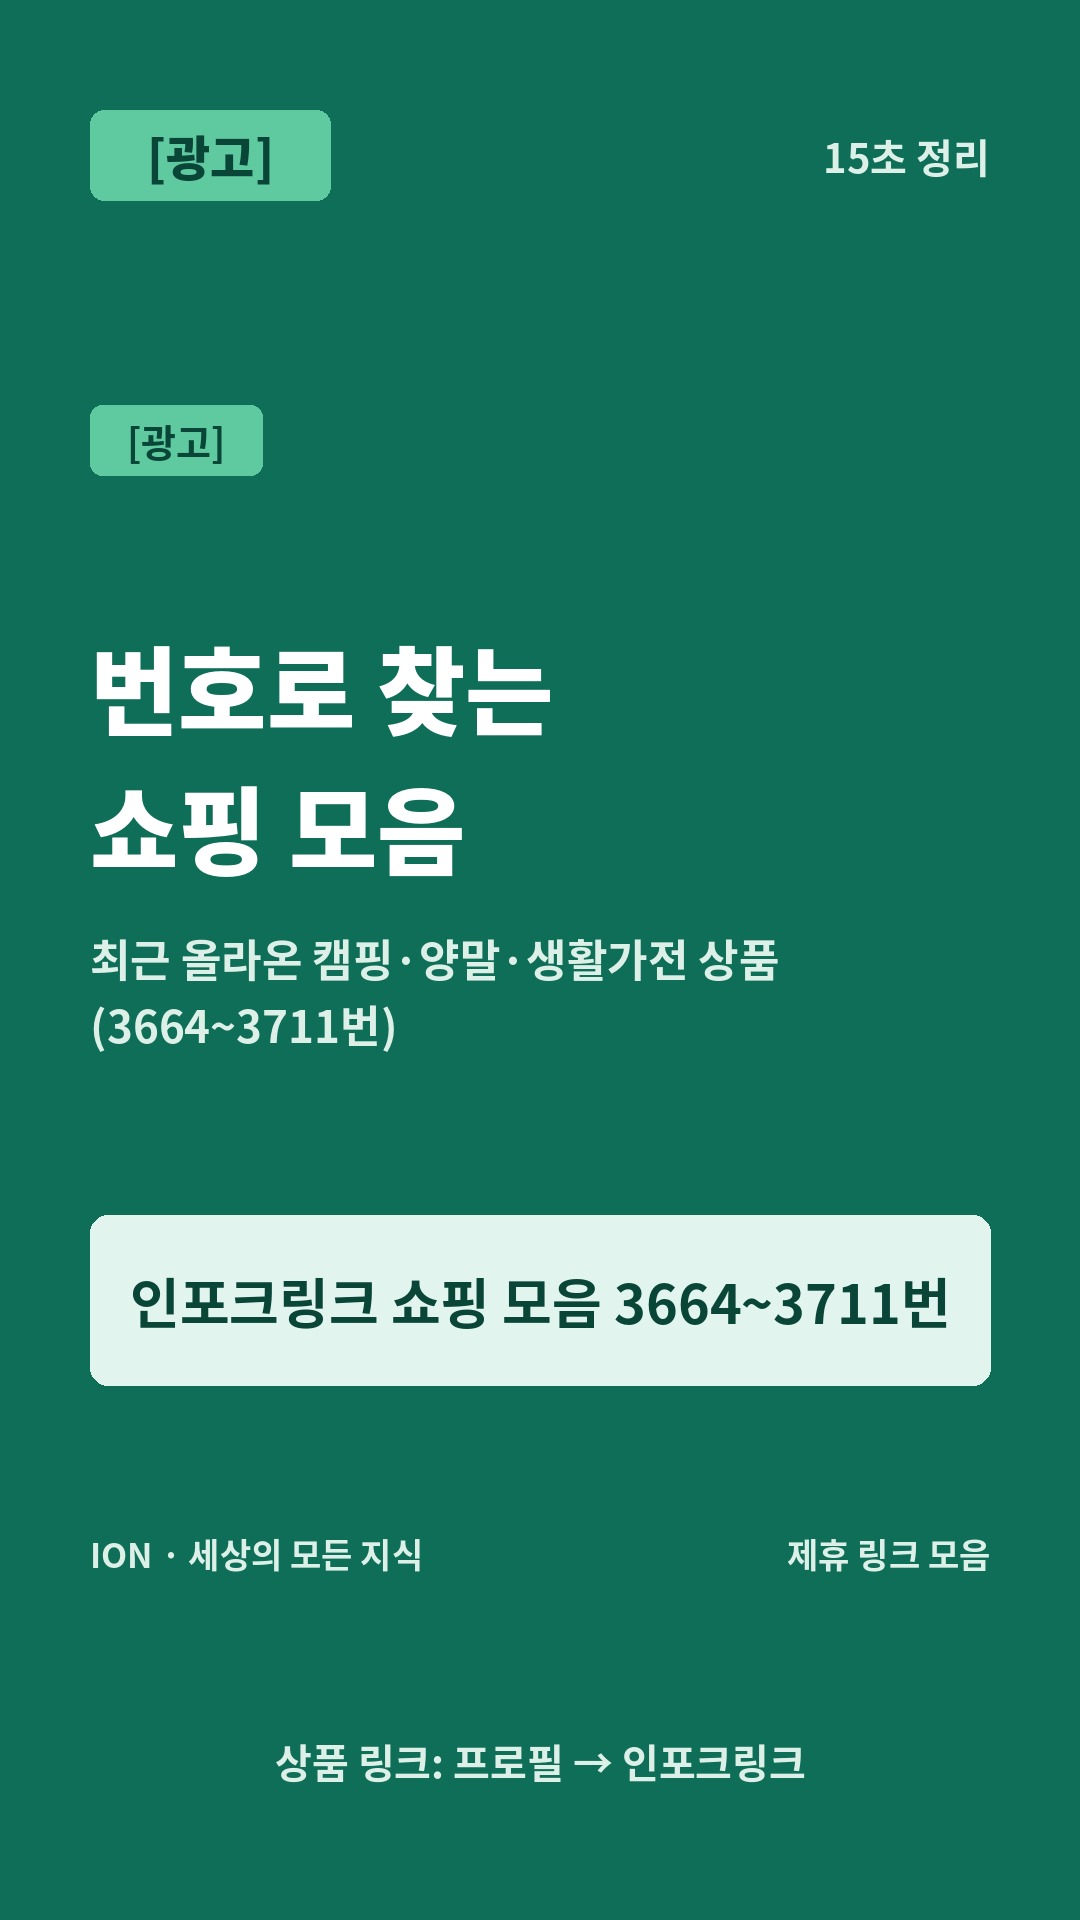 [광고]
15초 정리
[광고]
번호로 찾는
쇼핑 모음
최근 올라온 캠핑·양말·생활가전 상품
(3664~3711번)
인포크링크 쇼핑 모음 3664~3711번
ION · 세상의 모든 지식
제휴 링크 모음
상품 링크: 프로필 → 인포크링크